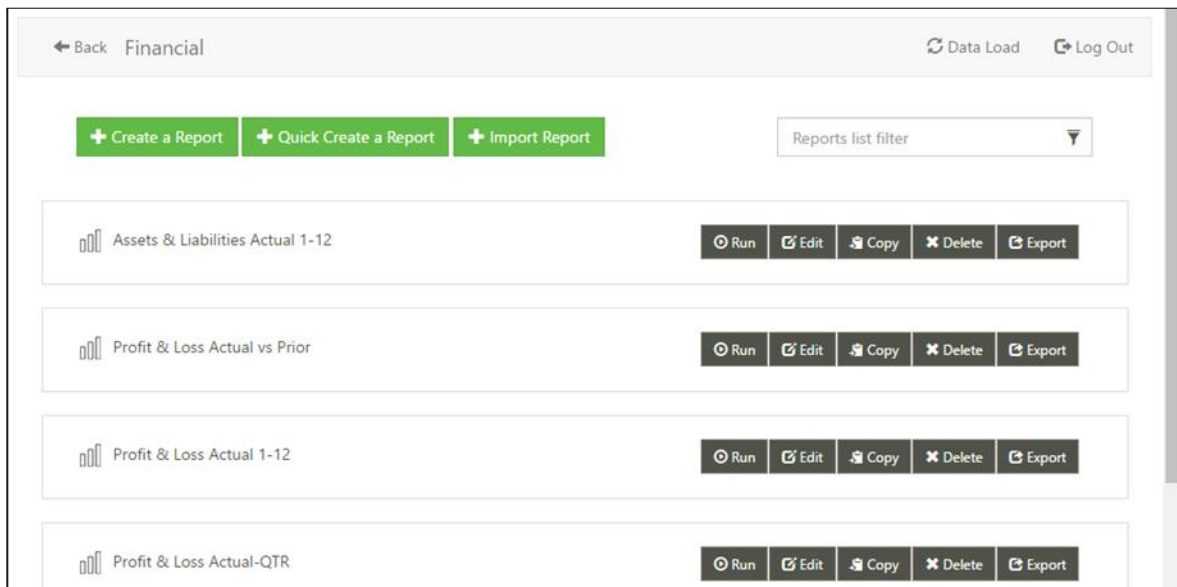 Back Financial Data Load Log Out
Create a Report Quick Create a Report Import Report Reports list filter
Assets & Liabilities Actual 1-12 Run Edit Copy Delete Export
Profit & Loss Actual vs Prior Run Edit Copy Delete Export
Profit & Loss Actual 1-12 Run Edit Copy Delete Export
Profit & Loss Actual-QTR Run Edit Copy Delete Export